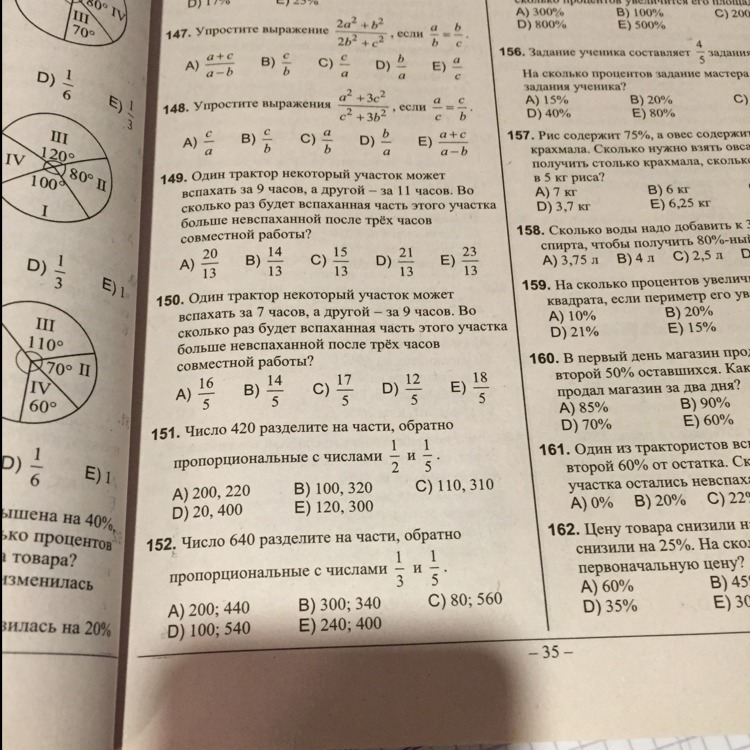 80° IV
III
70°
D) 1/6
E) 1/3
III
120°
IV
80° II
100°
I
D) 1/3
E) 1
III
110°
70° II
IV
60°
D) 1/6
E) 1
ышена на 40%,
ько процентов
а товара?
изменилась
зилась на 20%
D) 17% E) 25%
147. Упростите выражение (2a² + b²)/(2b² + c²), если a/b = b/c.
A) (a+c)/(a−b) B) c/b C) c/a D) b/a E) a/c
148. Упростите выражения (a² +3c²)/(c² +3b²), если a/c = c/b.
A) c/a B) c/b C) a/b D) b/a E) (a+c)/(a−b)
149. Один трактор некоторый участок может
вспахать за 9 часов, а другой – за 11 часов. Во
сколько раз будет вспаханная часть этого участка
больше невспаханной после трёх часов
совместной работы?
A) 20/13 B) 14/13 C) 15/13 D) 21/13 E) 23/13
150. Один трактор некоторый участок может
вспахать за 7 часов, а другой – за 9 часов. Во
сколько раз будет вспаханная часть этого участка
больше невспаханной после трёх часов
совместной работы?
A) 16/5 B) 14/5 C) 17/5 D) 12/5 E) 18/5
151. Число 420 разделите на части, обратно
пропорциональные с числами 1/2 и 1/5.
A) 200, 220 B) 100, 320 C) 110, 310
D) 20, 400 E) 120, 300
152. Число 640 разделите на части, обратно
пропорциональные с числами 1/3 и 1/5.
A) 200; 440 B) 300; 340 C) 80; 560
D) 100; 540 E) 240; 400
– 35 –
A) 300% B) 100% C) 200
D) 800% E) 500%
156. Задание ученика составляет 4/5 задания
На сколько процентов задание мастера
задания ученика?
A) 15% B) 20% C)
D) 40% E) 80%
157. Рис содержит 75%, а овес содержит
крахмала. Сколько нужно взять овса
получить столько крахмала, сколько
в 5 кг риса?
A) 7 кг B) 6 кг
D) 3,7 кг E) 6,25 кг
158. Сколько воды надо добавить к 3
спирта, чтобы получить 80%-ный
A) 3,75 л B) 4 л C) 2,5 л D
159. На сколько процентов увелич
квадрата, если периметр его ув
A) 10% B) 20%
D) 21% E) 15%
160. В первый день магазин про
второй 50% оставшихся. Как
продал магазин за два дня?
A) 85% B) 90%
D) 70% E) 60%
161. Один из трактористов вс
второй 60% от остатка. Ск
участка остались невспах
A) 0% B) 20% C) 22%
162. Цену товара снизили н
снизили на 25%. На скол
первоначальную цену?
A) 60% B) 45
D) 35% E) 30